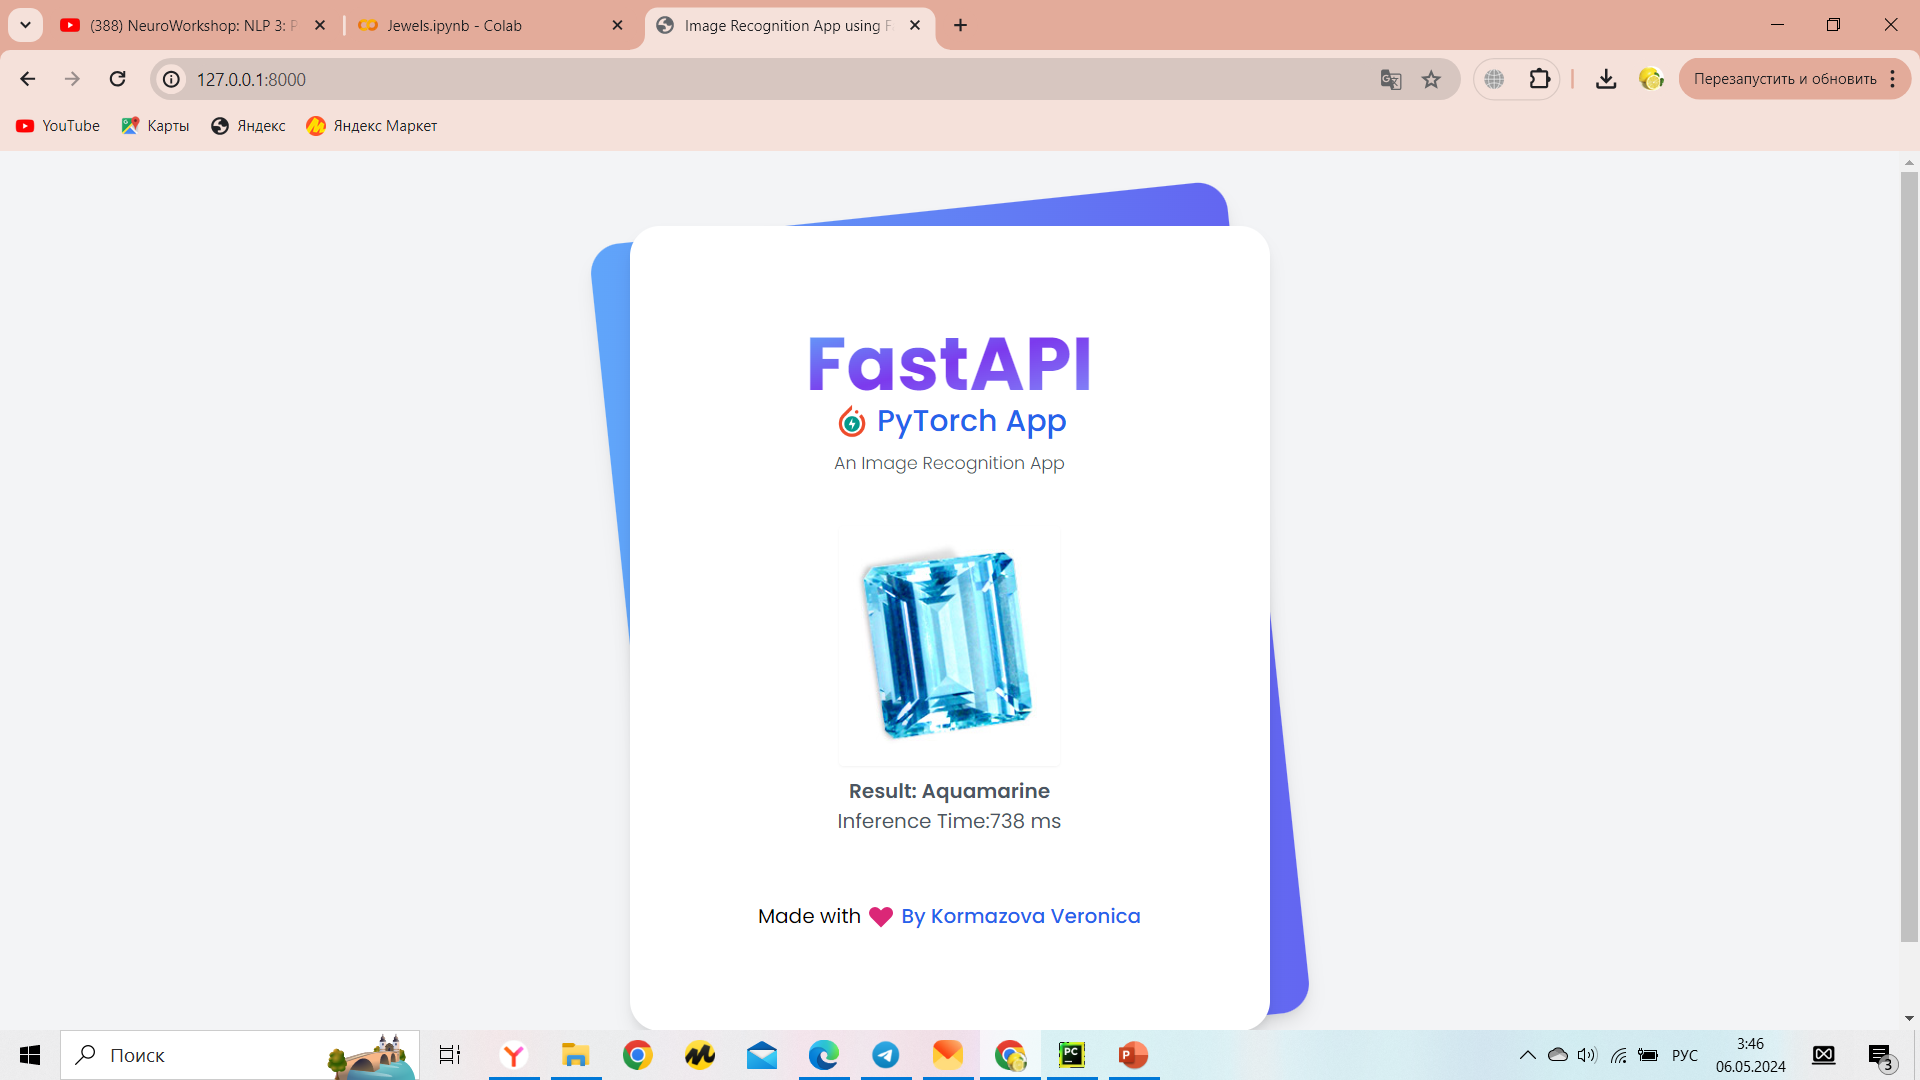 (388) NeuroWorkshop: NLP 3: P
Jewels.ipynb - Colab
Image Recognition App using F
127.0.0.1:8000
Перезапустить и обновить
YouTube
Карты
Яндекс
Яндекс Маркет
FastAPI
PyTorch App
An Image Recognition App
Result: Aquamarine
Inference Time:738 ms
Made with By Kormazova Veronica
Поиск
PC
P
РУС
3:46
06.05.2024
3